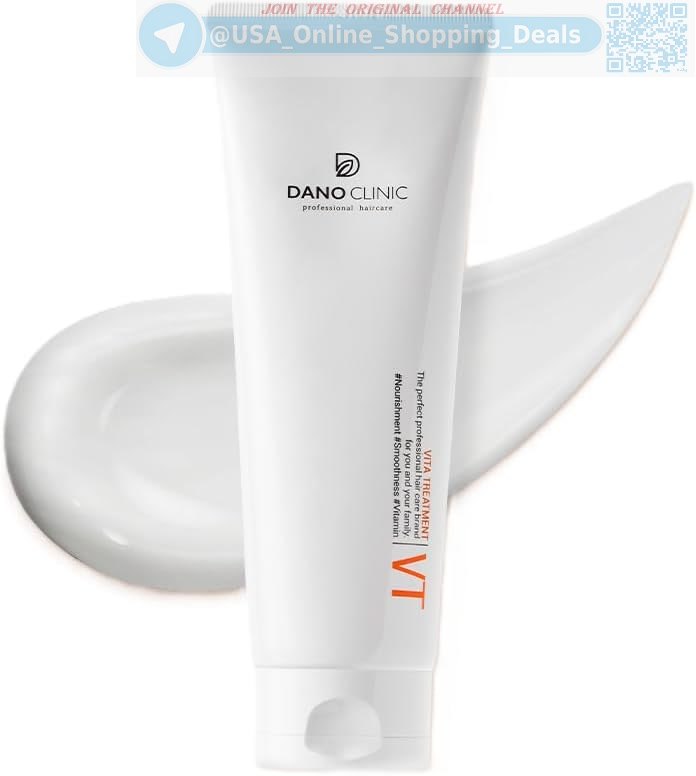 JOIN THE ORIGINAL CHANNEL
@USA_Online_Shopping_Deals
DANO CLINIC
professional haircare
VITA TREATMENT
The perfect professional hair care brand
for you and your family.
#Nourishment #Smoothness #Vitamin
VT